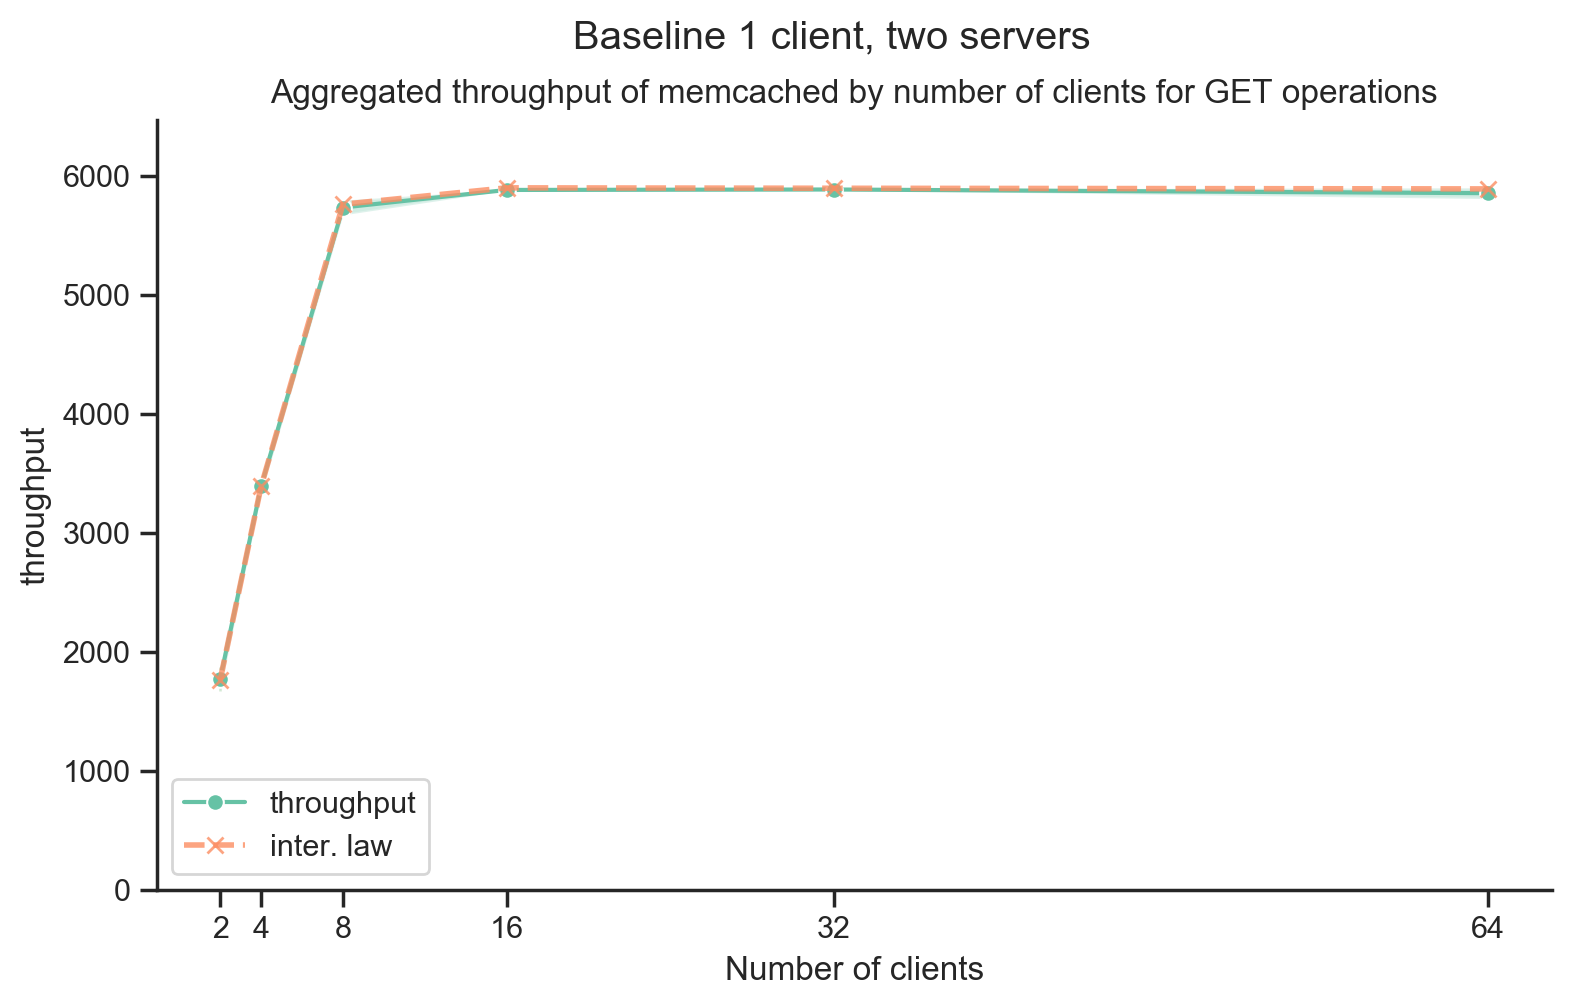 Baseline 1 client, two servers
Aggregated throughput of memcached by number of clients for GET operations
6000
5000
4000
3000
2000
1000
0
throughput
throughput
inter. law
2 4 8 16 32 64
Number of clients